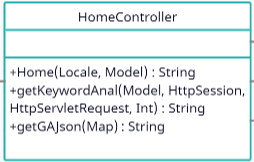 HomeController
+Home(Locale, Model) : String
+getKeywordAnal(Model, HttpSession,
HttpServletRequest, Int) : String
+getGAJson(Map) : String